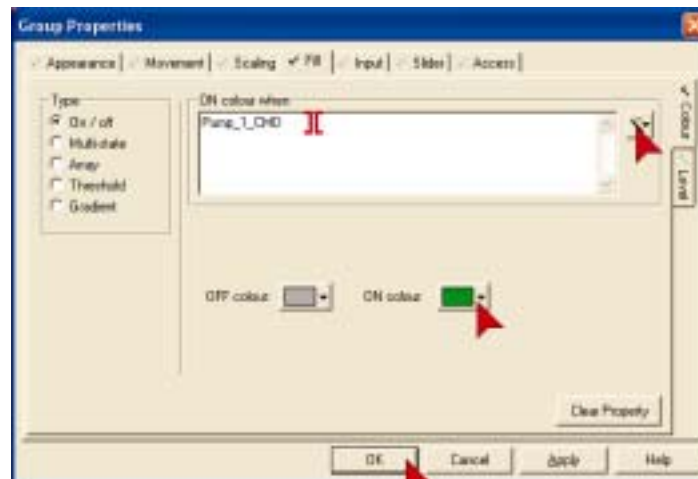 Group Properties
Appearance Movement Scaling Fill Input Slider Access
Type
On / off
Multi-state
Array
Threshold
Gradient
ON colour when
Pump_1_CMD
Colour
Level
OFF colour ON colour
Clear Property
OK Cancel Apply Help